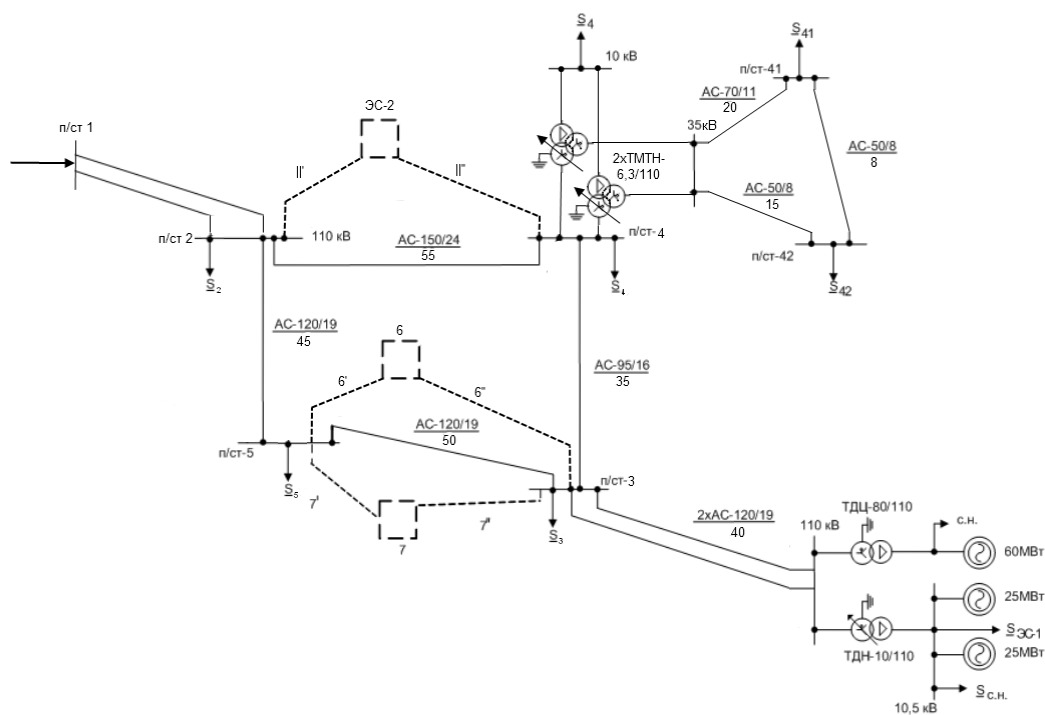 S4
10 кВ
S41
п/ст-41
АС-70/11
20
ЭС-2
п/ст 1
35кВ
2хТМТН-
6,3/110
АС-50/8
8
АС-50/8
15
II'
II"
п/ст 2
110 кВ
п/ст-4
АС-150/24
55
п/ст-42
S2
S4
S42
АС-120/19
45
6
АС-95/16
35
6'
6"
АС-120/19
50
п/ст-5
п/ст-3
S5
7'
7"
7
S3
2хАС-120/19
40
110 кВ
ТДЦ-80/110
с.н.
60МВт
25МВт
SЭС-1
25МВт
ТДН-10/110
Sс.н.
10,5 кВ